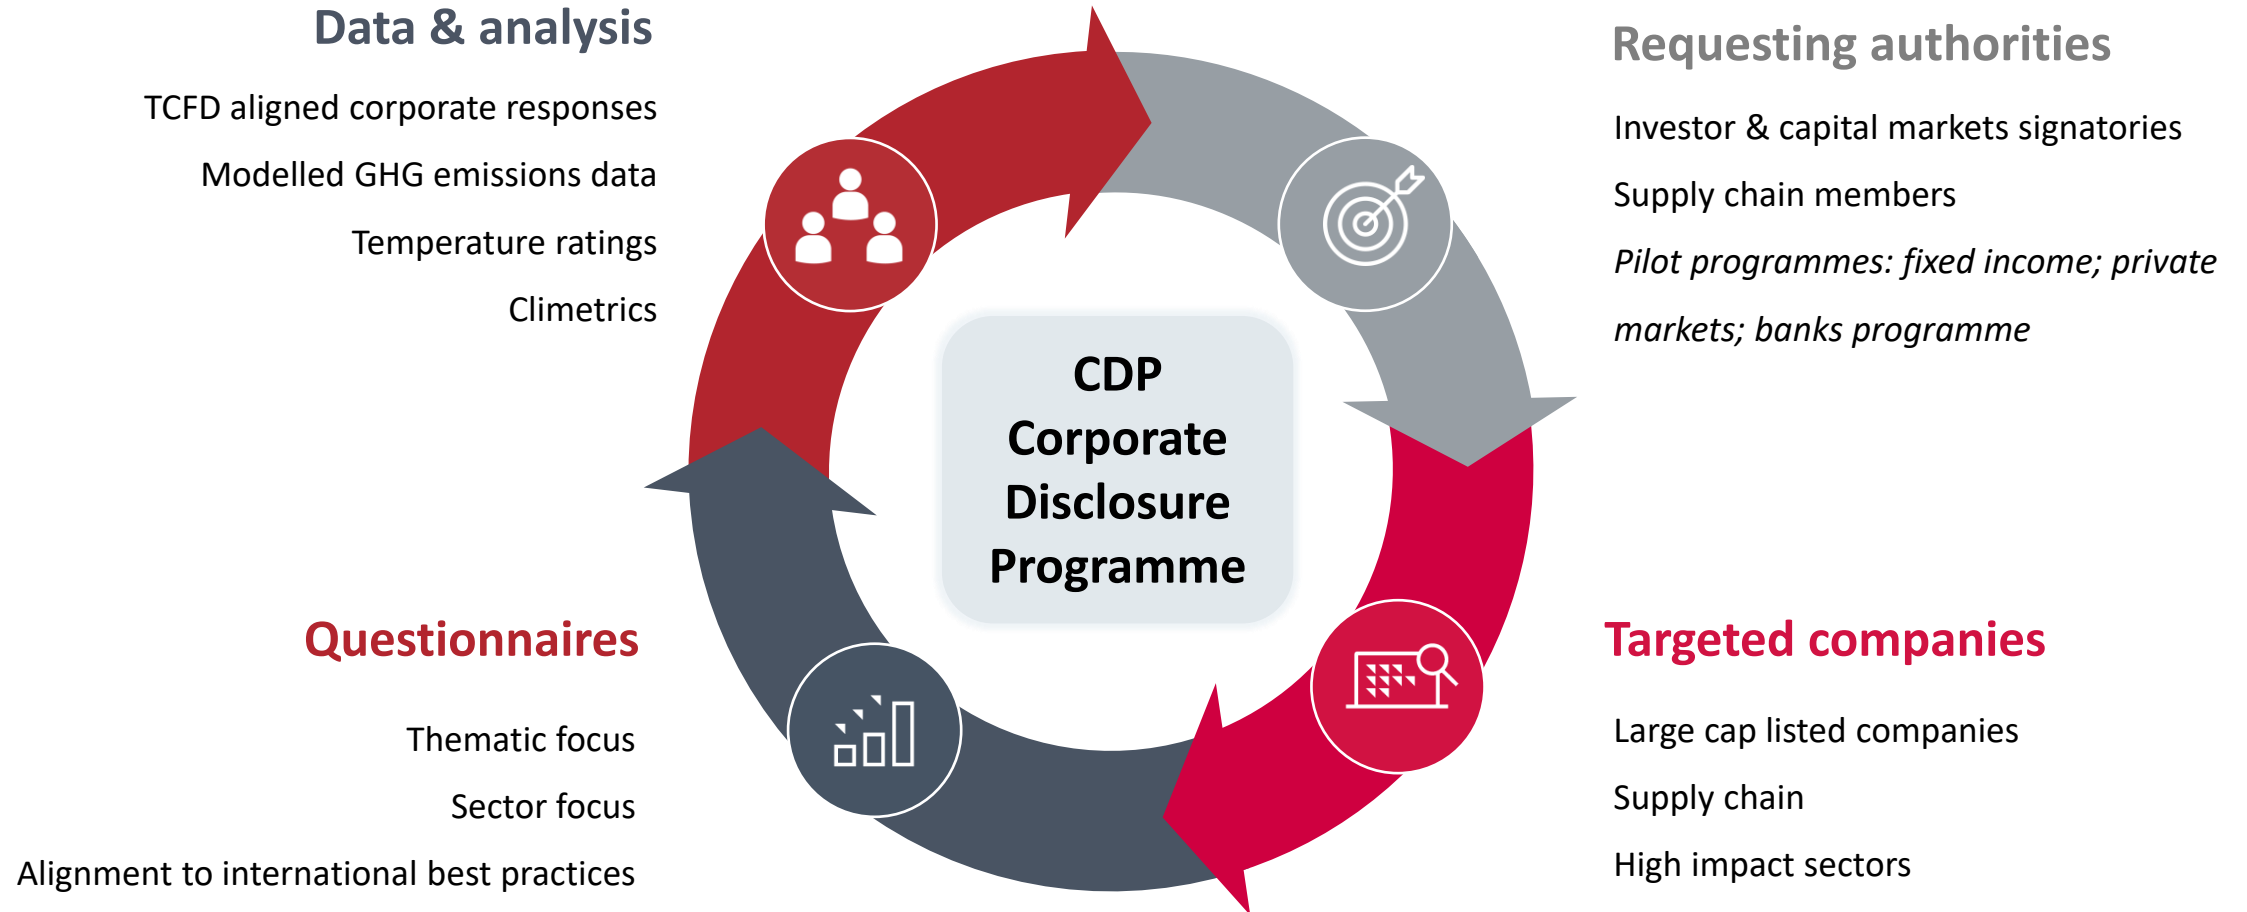 Data & analysis
TCFD aligned corporate responses
Modelled GHG emissions data
Temperature ratings
Climetrics
Requesting authorities
Investor & capital markets signatories
Supply chain members
Pilot programmes: fixed income; private
markets; banks programme
CDP
Corporate
Disclosure
Programme
Questionnaires
Thematic focus
Sector focus
Alignment to international best practices
Targeted companies
Large cap listed companies
Supply chain
High impact sectors